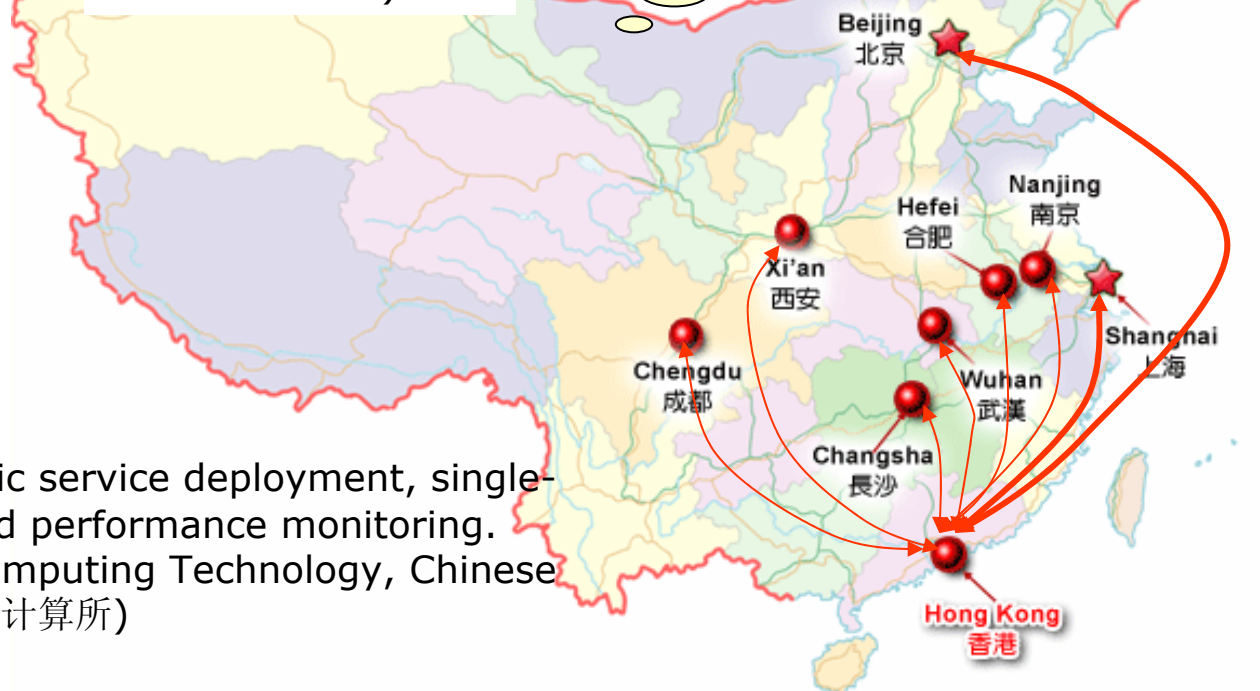 Beijing
北京
Nanjing
南京
Hefei
合肥
Xi'an
西安
Shanghai
上海
Chengdu
成都
Wuhan
武漢
Changsha
長沙
ic service deployment, single-
d performance monitoring.
mputing Technology, Chinese
计算所)
Hong Kong
香港